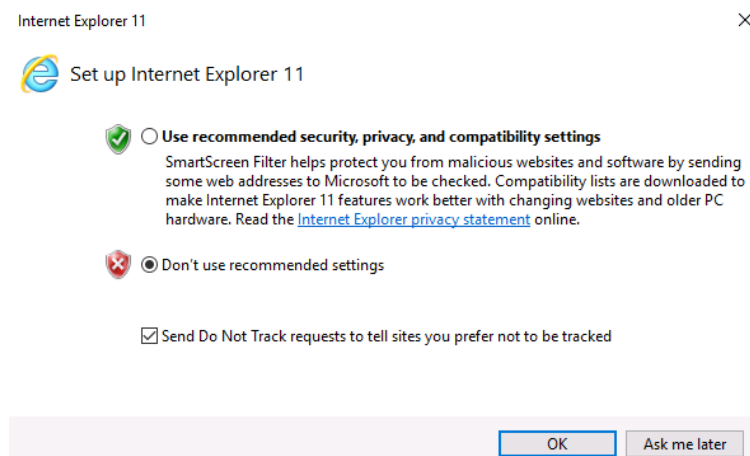 Internet Explorer 11
Set up Internet Explorer 11
Use recommended security, privacy, and compatibility settings
SmartScreen Filter helps protect you from malicious websites and software by sending
some web addresses to Microsoft to be checked. Compatibility lists are downloaded to
make Internet Explorer 11 features work better with changing websites and older PC
hardware. Read the Internet Explorer privacy statement online.
Don't use recommended settings
Send Do Not Track requests to tell sites you prefer not to be tracked
OK
Ask me later